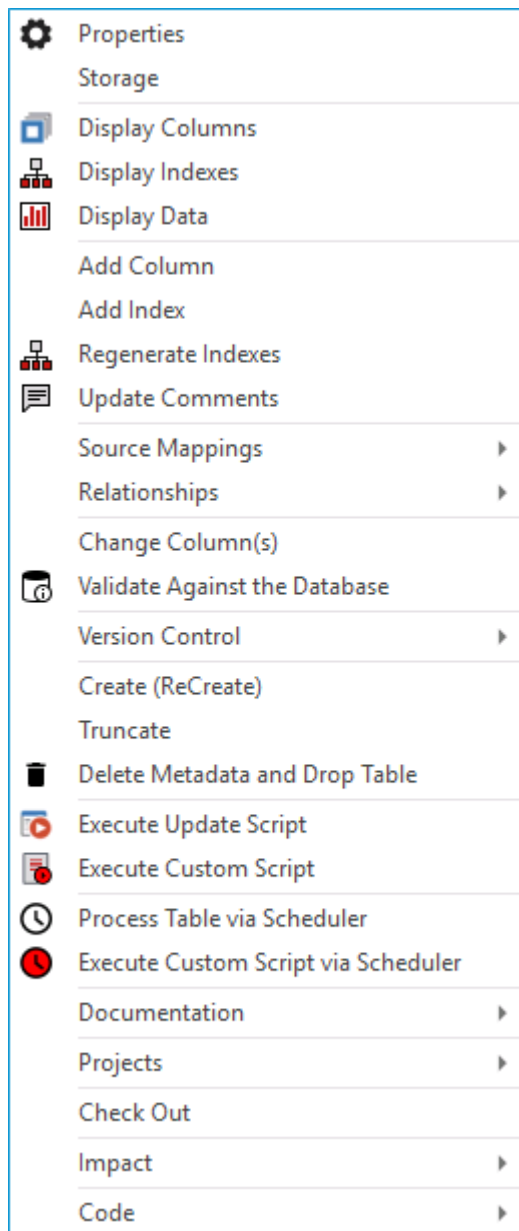 Properties
Storage
Display Columns
Display Indexes
Display Data
Add Column
Add Index
Regenerate Indexes
Update Comments
Source Mappings
Relationships
Change Column(s)
Validate Against the Database
Version Control
Create (ReCreate)
Truncate
Delete Metadata and Drop Table
Execute Update Script
Execute Custom Script
Process Table via Scheduler
Execute Custom Script via Scheduler
Documentation
Projects
Check Out
Impact
Code